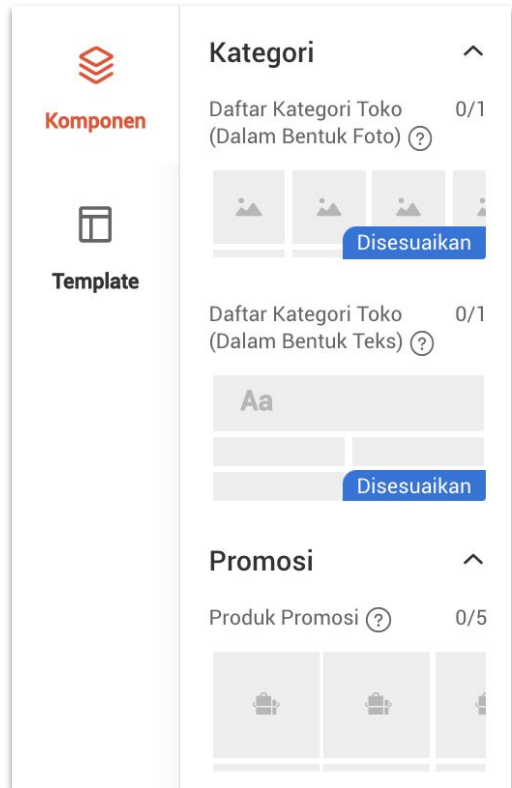 Komponen
Template
Kategori
Daftar Kategori Toko 0/1
(Dalam Bentuk Foto) ?
Disesuaikan
Daftar Kategori Toko 0/1
(Dalam Bentuk Teks) ?
Aa
Disesuaikan
Promosi
Produk Promosi ? 0/5